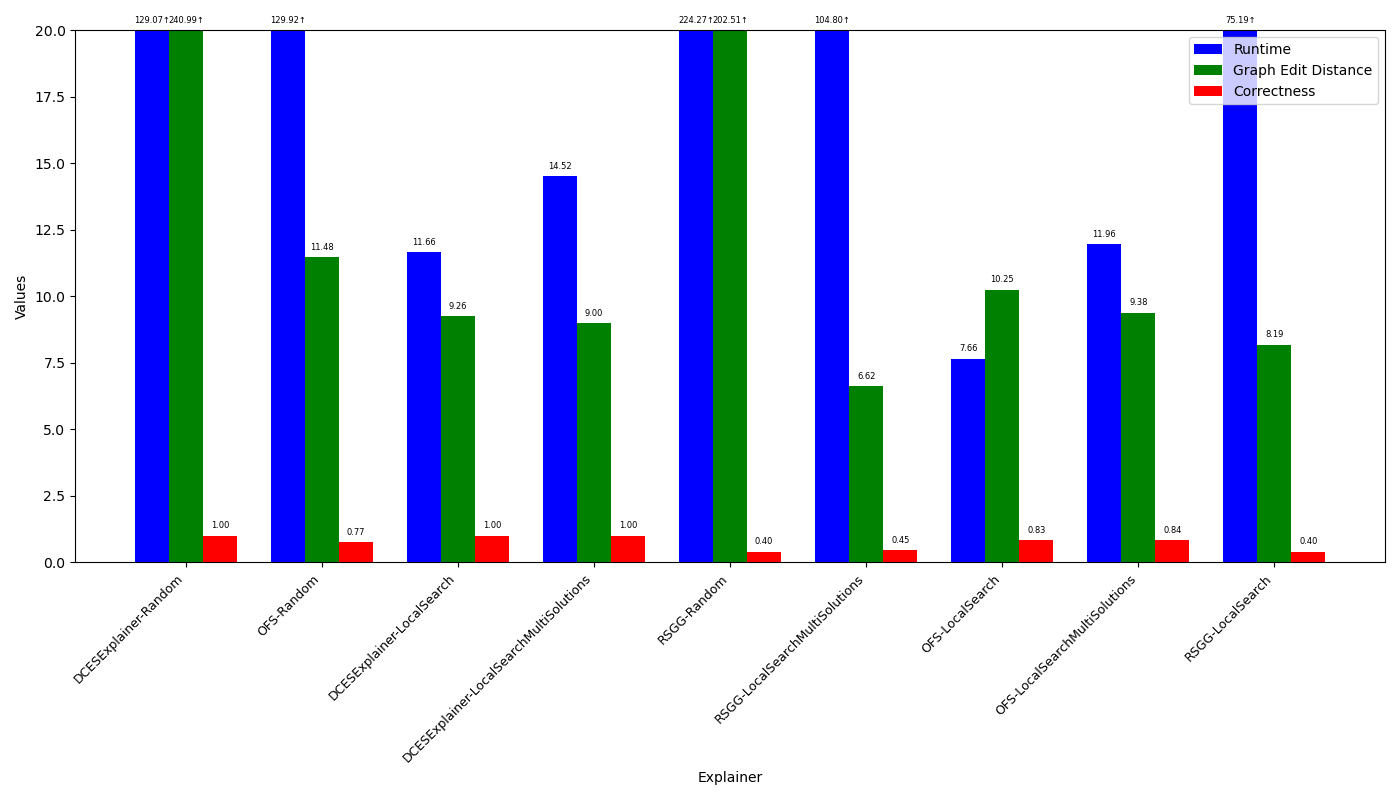 129.07↑ 240.99↑ 129.92↑ 224.27↑ 202.51↑ 104.80↑ 75.19↑
20.0
17.5
15.0
12.5
10.0
7.5
5.0
2.5
0.0
Values
Runtime
Graph Edit Distance
Correctness
1.00
11.48
0.77
11.66
9.26
1.00
14.52
9.00
1.00
0.40
6.62
0.45
7.66
10.25
0.83
11.96
9.38
0.84
8.19
0.40
DCESExplainer-Random
OFS-Random
DCESExplainer-LocalSearch
DCESExplainer-LocalSearchMultiSolutions
RSGG-Random
RSGG-LocalSearchMultiSolutions
OFS-LocalSearch
OFS-LocalSearchMultiSolutions
RSGG-LocalSearch
Explainer